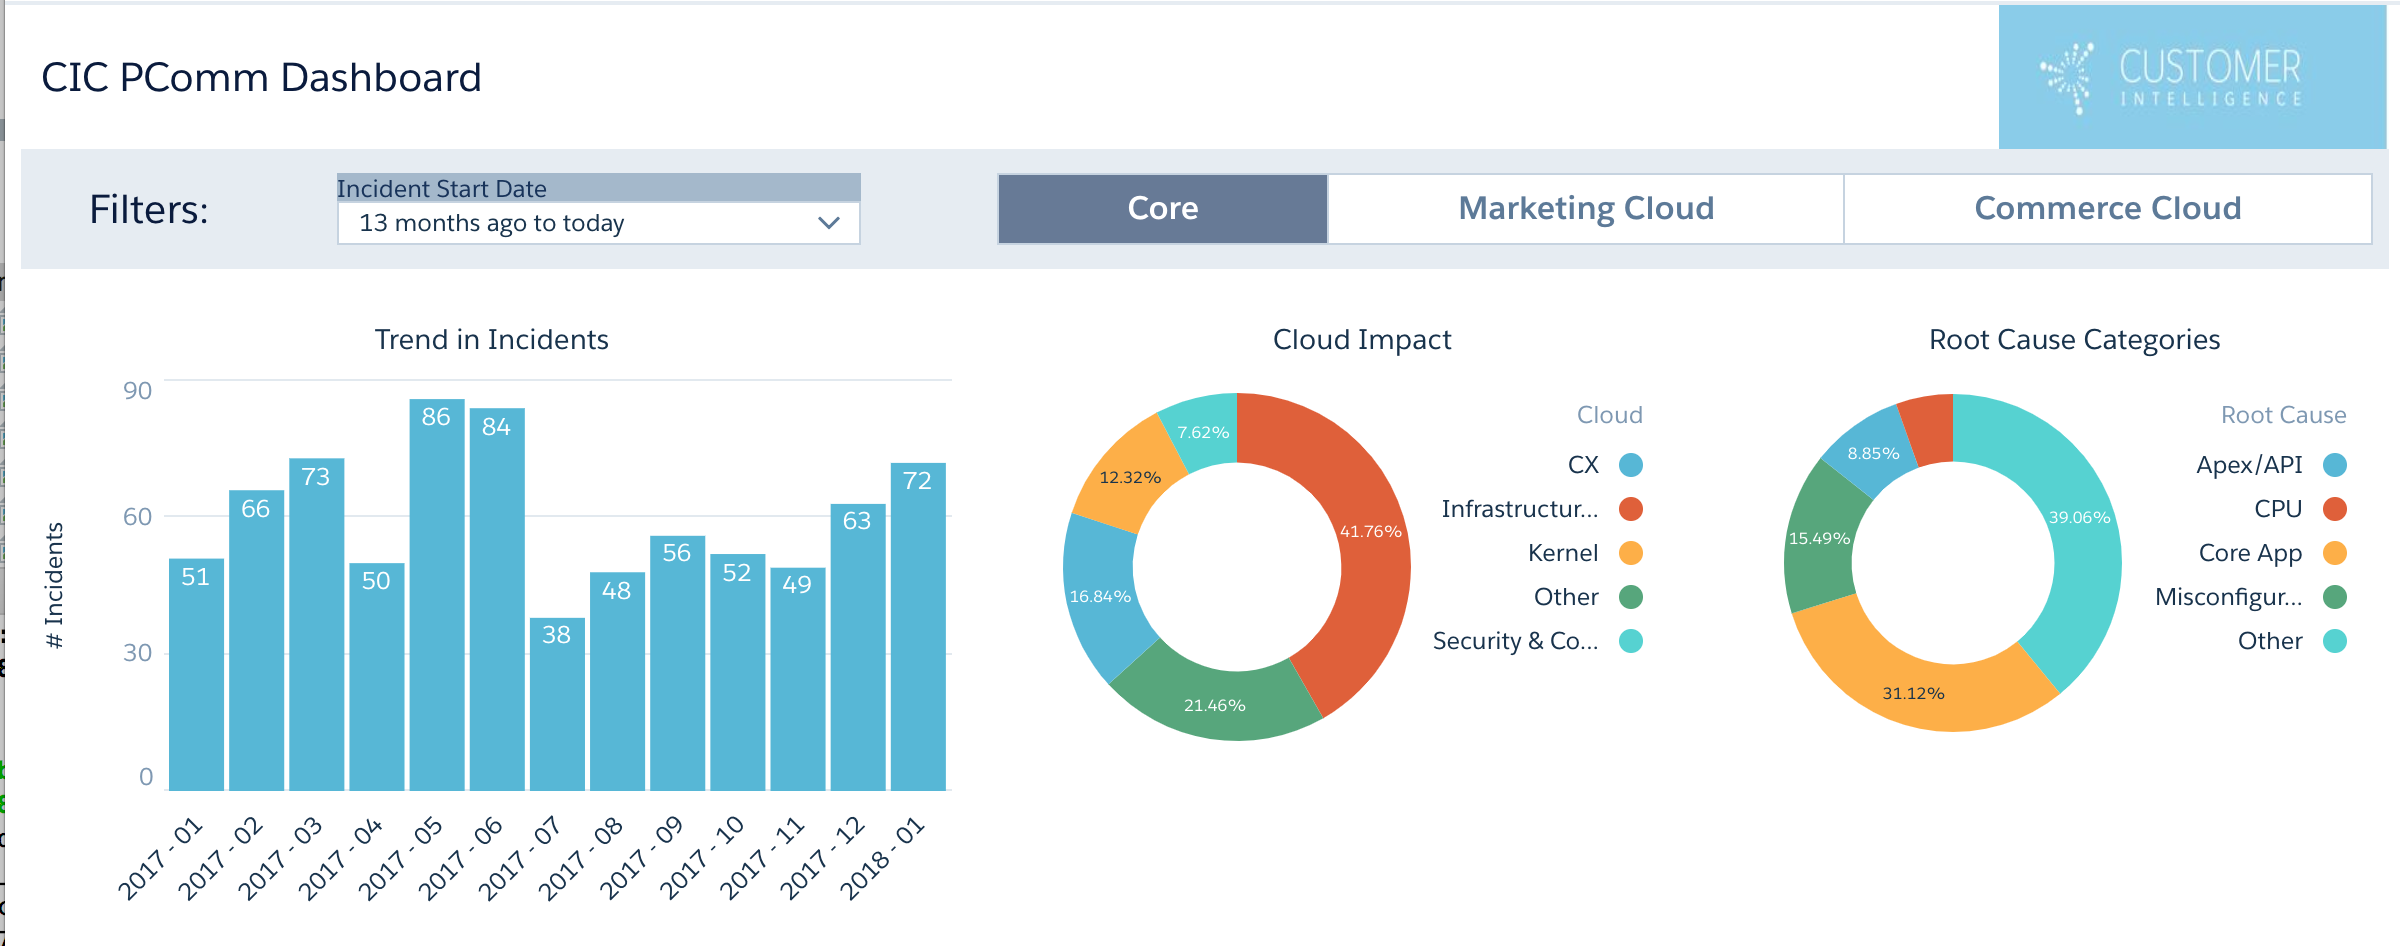 CIC PComm Dashboard
CUSTOMER
INTELLIGENCE
Filters:
Incident Start Date
13 months ago to today
Core
Marketing Cloud
Commerce Cloud
Trend in Incidents
# Incidents
90
60
30
0
51
66
73
50
86
84
38
48
56
52
49
63
72
2017 - 01
2017 - 02
2017 - 03
2017 - 04
2017 - 05
2017 - 06
2017 - 07
2017 - 08
2017 - 09
2017 - 10
2017 - 11
2017 - 12
2018 - 01
Cloud Impact
7.62%
12.32%
41.76%
16.84%
21.46%
Cloud
CX
Infrastructur...
Kernel
Other
Security & Co...
Root Cause Categories
8.85%
39.06%
15.49%
31.12%
Root Cause
Apex/API
CPU
Core App
Misconfigur...
Other